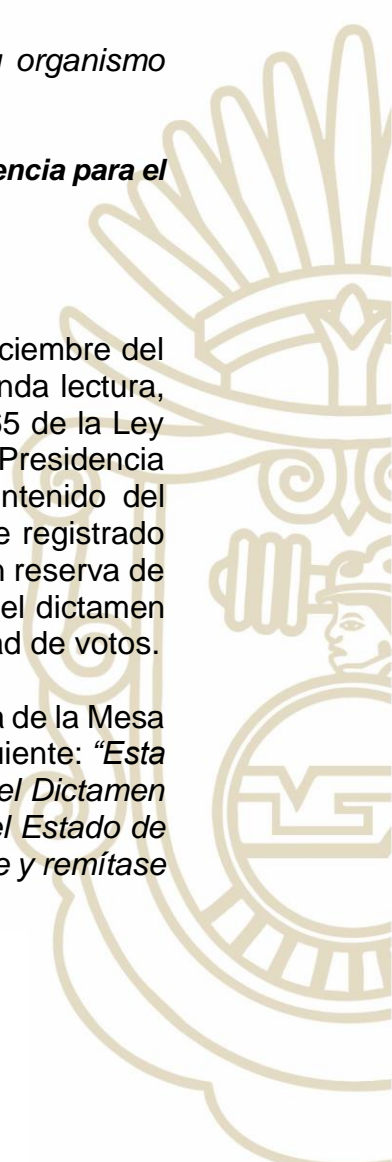 organismo
encia para el
ciembre del
nda lectura,
65 de la Ley
Presidencia
ntenido del
e registrado
n reserva de
el dictamen
ad de votos.
a de la Mesa
uiente: “Esta
el Dictamen
el Estado de
e y remítase